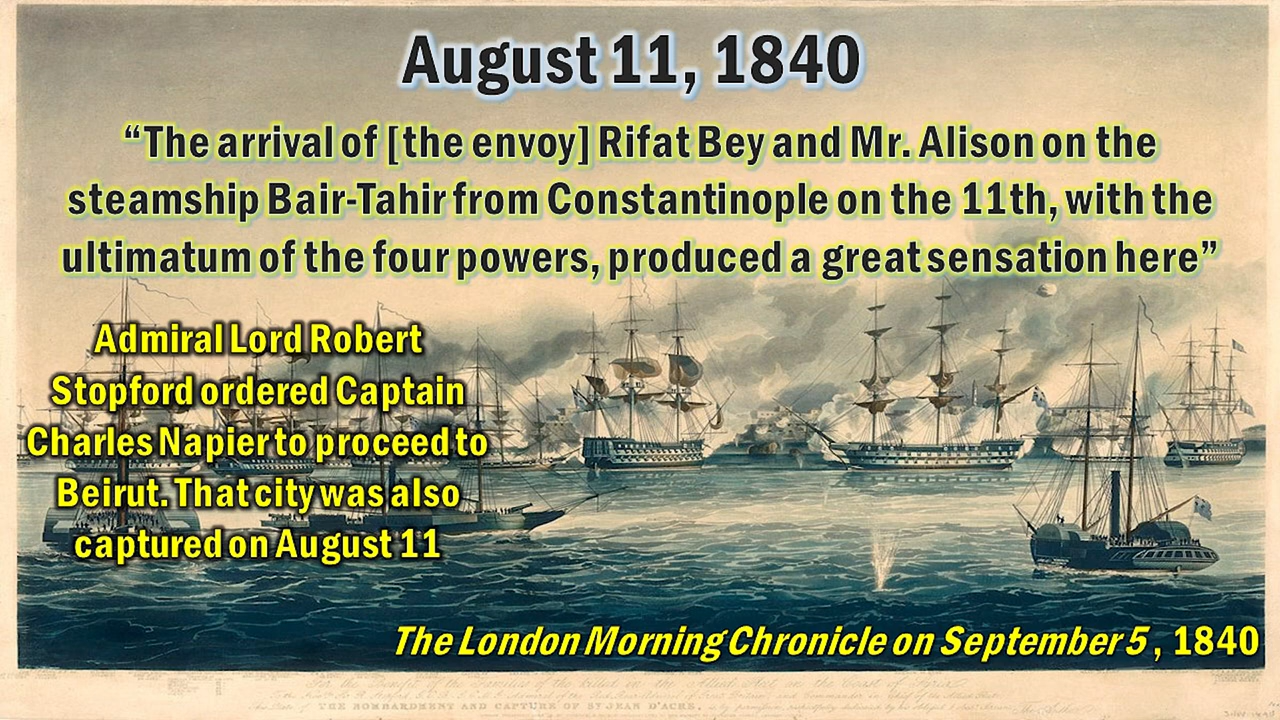 August 11, 1840
“The arrival of [the envoy] Rifat Bey and Mr. Alison on the
steamship Bair-Tahir from Constantinople on the 11th, with the
ultimatum of the four powers, produced a great sensation here”
Admiral Lord Robert
Stopford ordered Captain
Charles Napier to proceed to
Beirut. That city was also
captured on August 11
The London Morning Chronicle on September 5 , 1840
THE BOMBARDMENT AND CAPTURE OF ST JEAN D'ACRE,